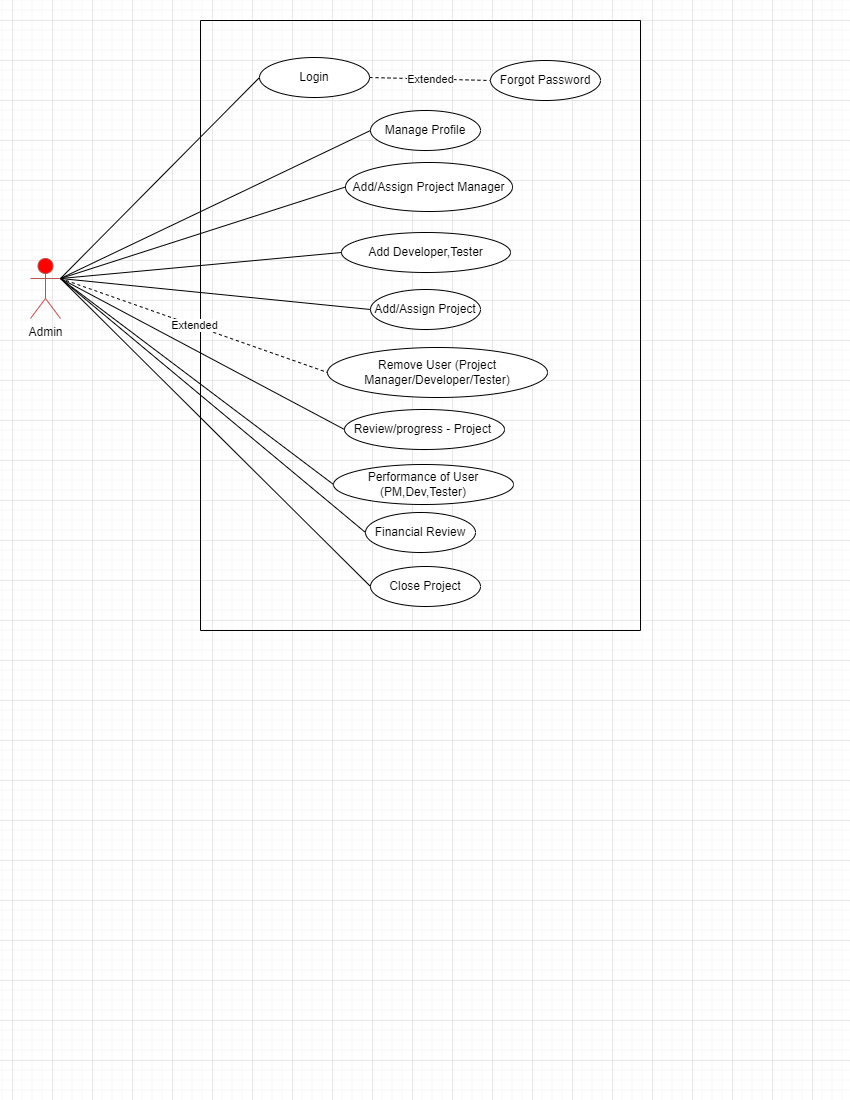 Login
Extended
Forgot Password
Manage Profile
Add/Assign Project Manager
Add Developer,Tester
Add/Assign Project
Admin
Extended
Remove User (Project
Manager/Developer/Tester)
Review/progress - Project
Performance of User
(PM,Dev,Tester)
Financial Review
Close Project